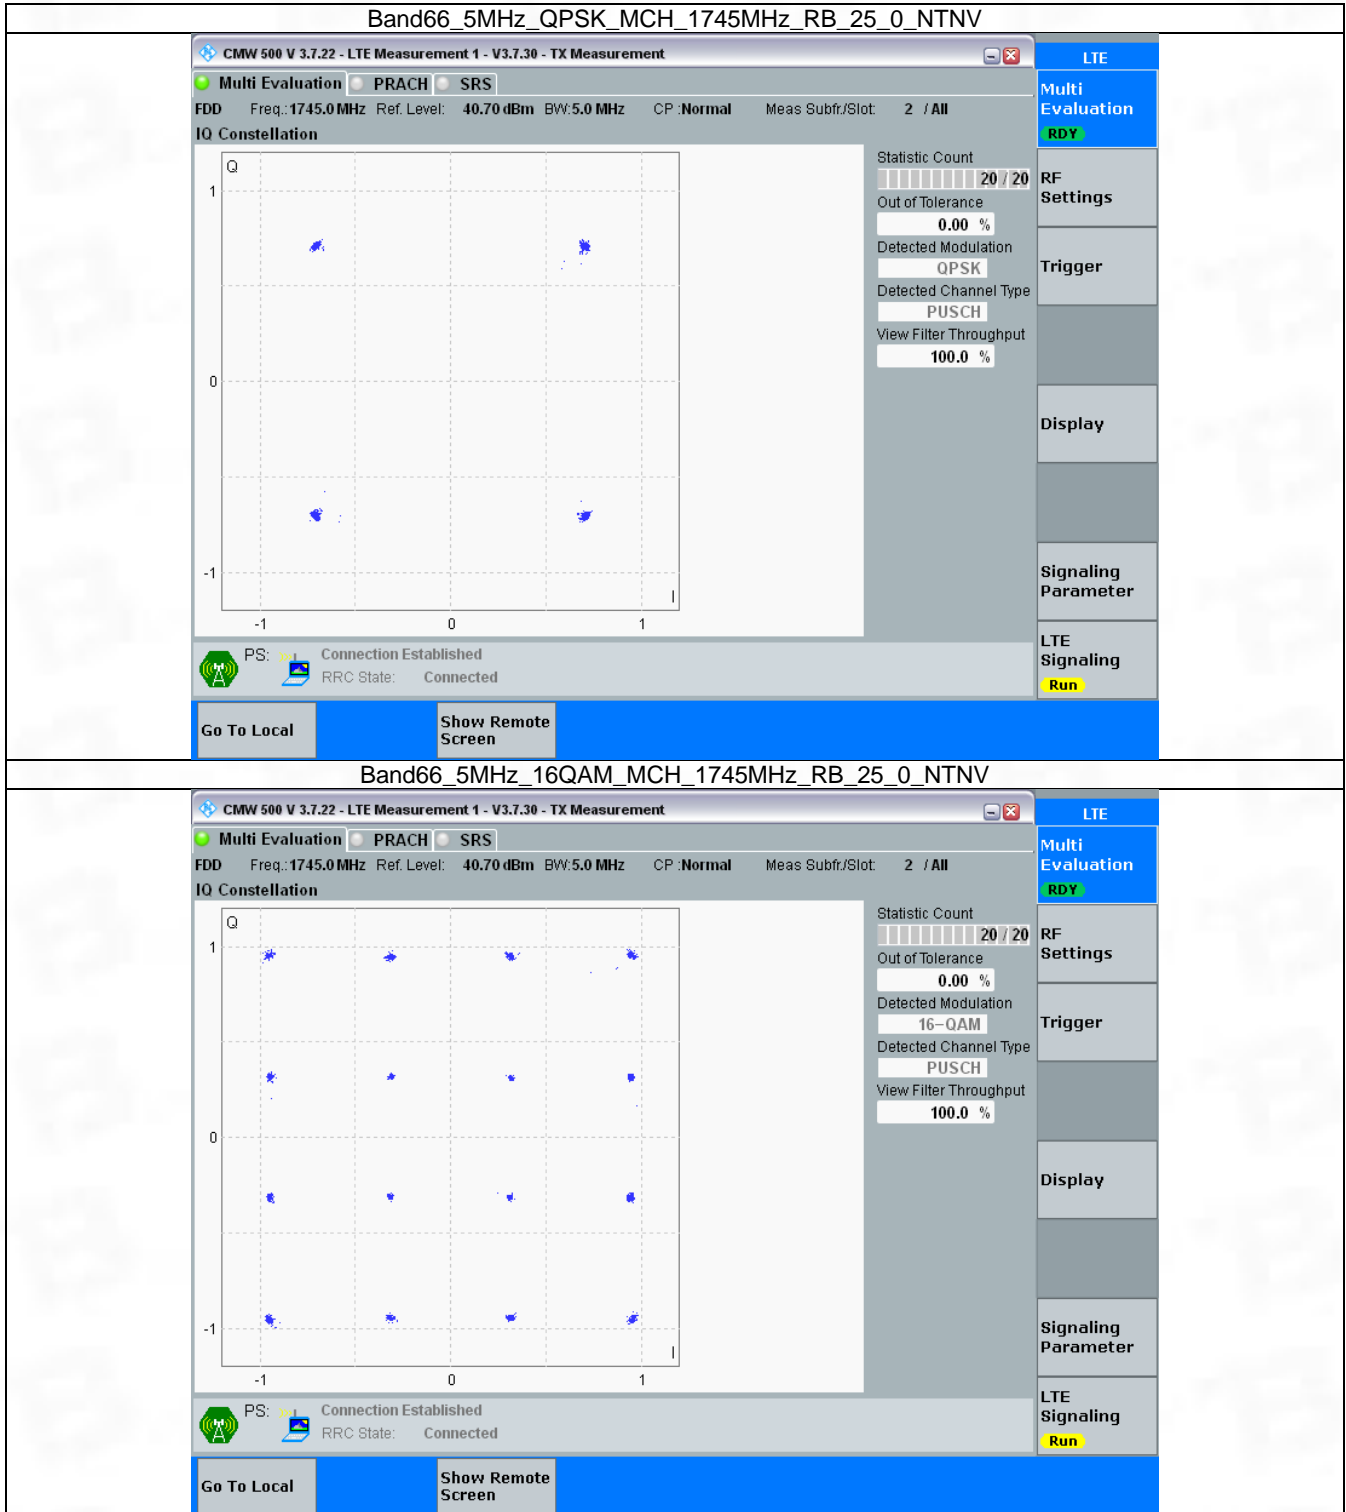 Band66_5MHz_QPSK_MCH_1745MHz_RB_25_0_NTNV
CMW 500 V 3.7.22 - LTE Measurement 1 - V3.7.30 - TX Measurement
LTE
Multi Evaluation PRACH SRS
Multi
Evaluation
RDY
FDD Freq.:1745.0 MHz Ref. Level: 40.70 dBm BW:5.0 MHz CP :Normal Meas Subfr./Slot: 2 / All
IQ Constellation
Q
1
0
-1
-1 0 1
I
Statistic Count
20 / 20
Out of Tolerance
0.00 %
Detected Modulation
QPSK
Detected Channel Type
PUSCH
View Filter Throughput
100.0 %
RF
Settings
Trigger
Display
Signaling
Parameter
LTE
Signaling
Run
PS: Connection Established
RRC State: Connected
Go To Local
Show Remote
Screen
Band66_5MHz_16QAM_MCH_1745MHz_RB_25_0_NTNV
CMW 500 V 3.7.22 - LTE Measurement 1 - V3.7.30 - TX Measurement
LTE
Multi Evaluation PRACH SRS
Multi
Evaluation
RDY
FDD Freq.:1745.0 MHz Ref. Level: 40.70 dBm BW:5.0 MHz CP :Normal Meas Subfr./Slot: 2 / All
IQ Constellation
Q
1
0
-1
-1 0 1
I
Statistic Count
20 / 20
Out of Tolerance
0.00 %
Detected Modulation
16-QAM
Detected Channel Type
PUSCH
View Filter Throughput
100.0 %
RF
Settings
Trigger
Display
Signaling
Parameter
LTE
Signaling
Run
PS: Connection Established
RRC State: Connected
Go To Local
Show Remote
Screen